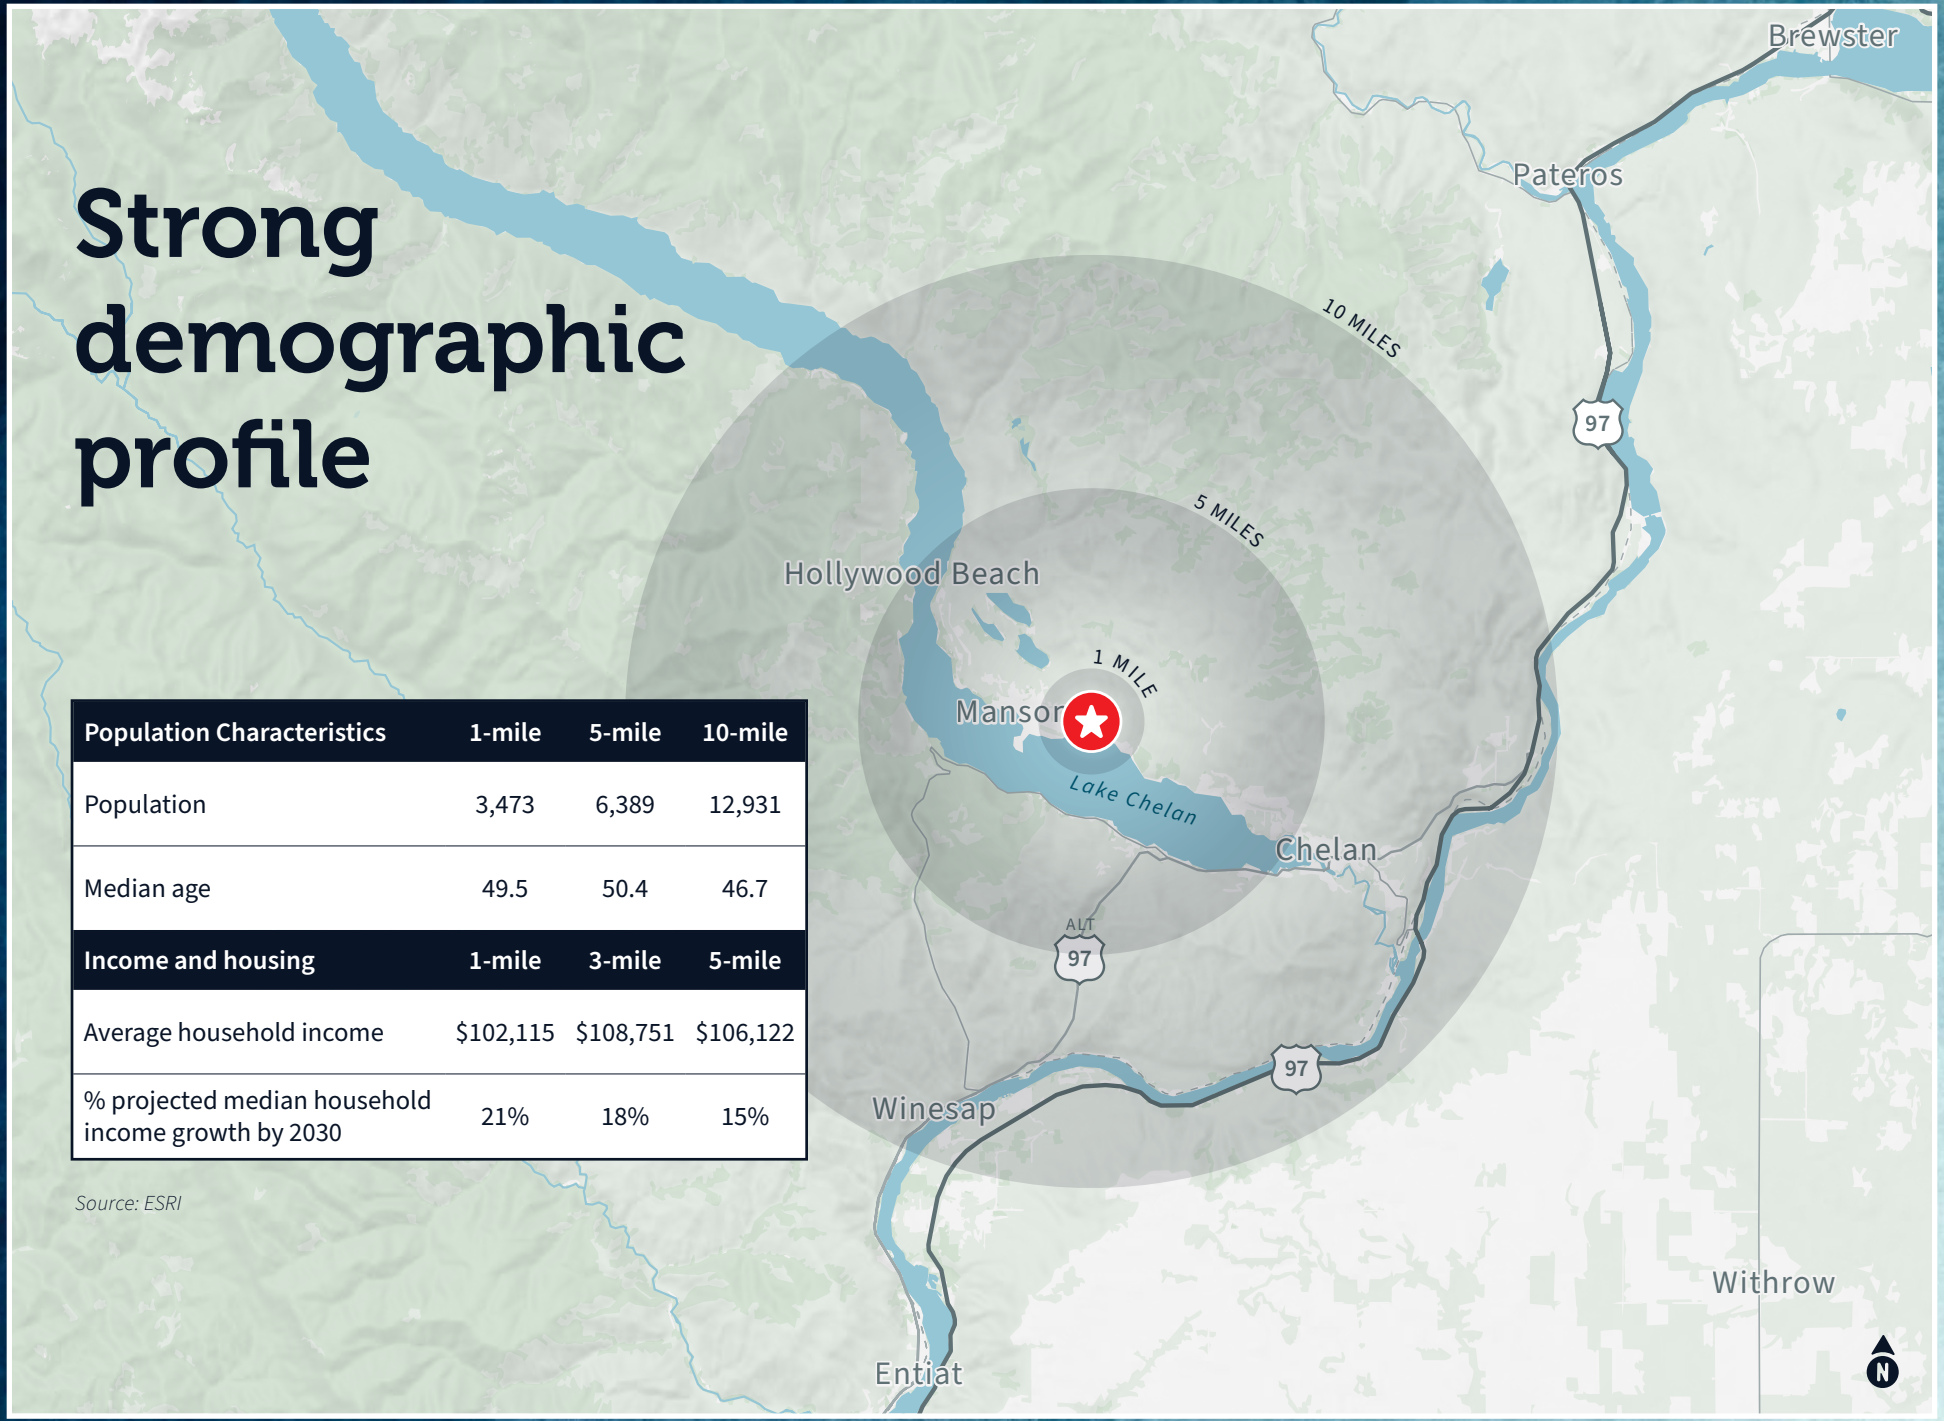 Strong
demographic
profile
Population Characteristics 1-mile 5-mile 10-mile
Population 3,473 6,389 12,931
Median age 49.5 50.4 46.7
Income and housing 1-mile 3-mile 5-mile
Average household income $102,115 $108,751 $106,122
% projected median household
income growth by 2030 21% 18% 15%
Source: ESRI
Brewster
Pateros
10 MILES
97
5 MILES
Hollywood Beach
1 MILE
Manson
Lake Chelan
Chelan
ALT
97
97
Winesap
Withrow
Entiat
N